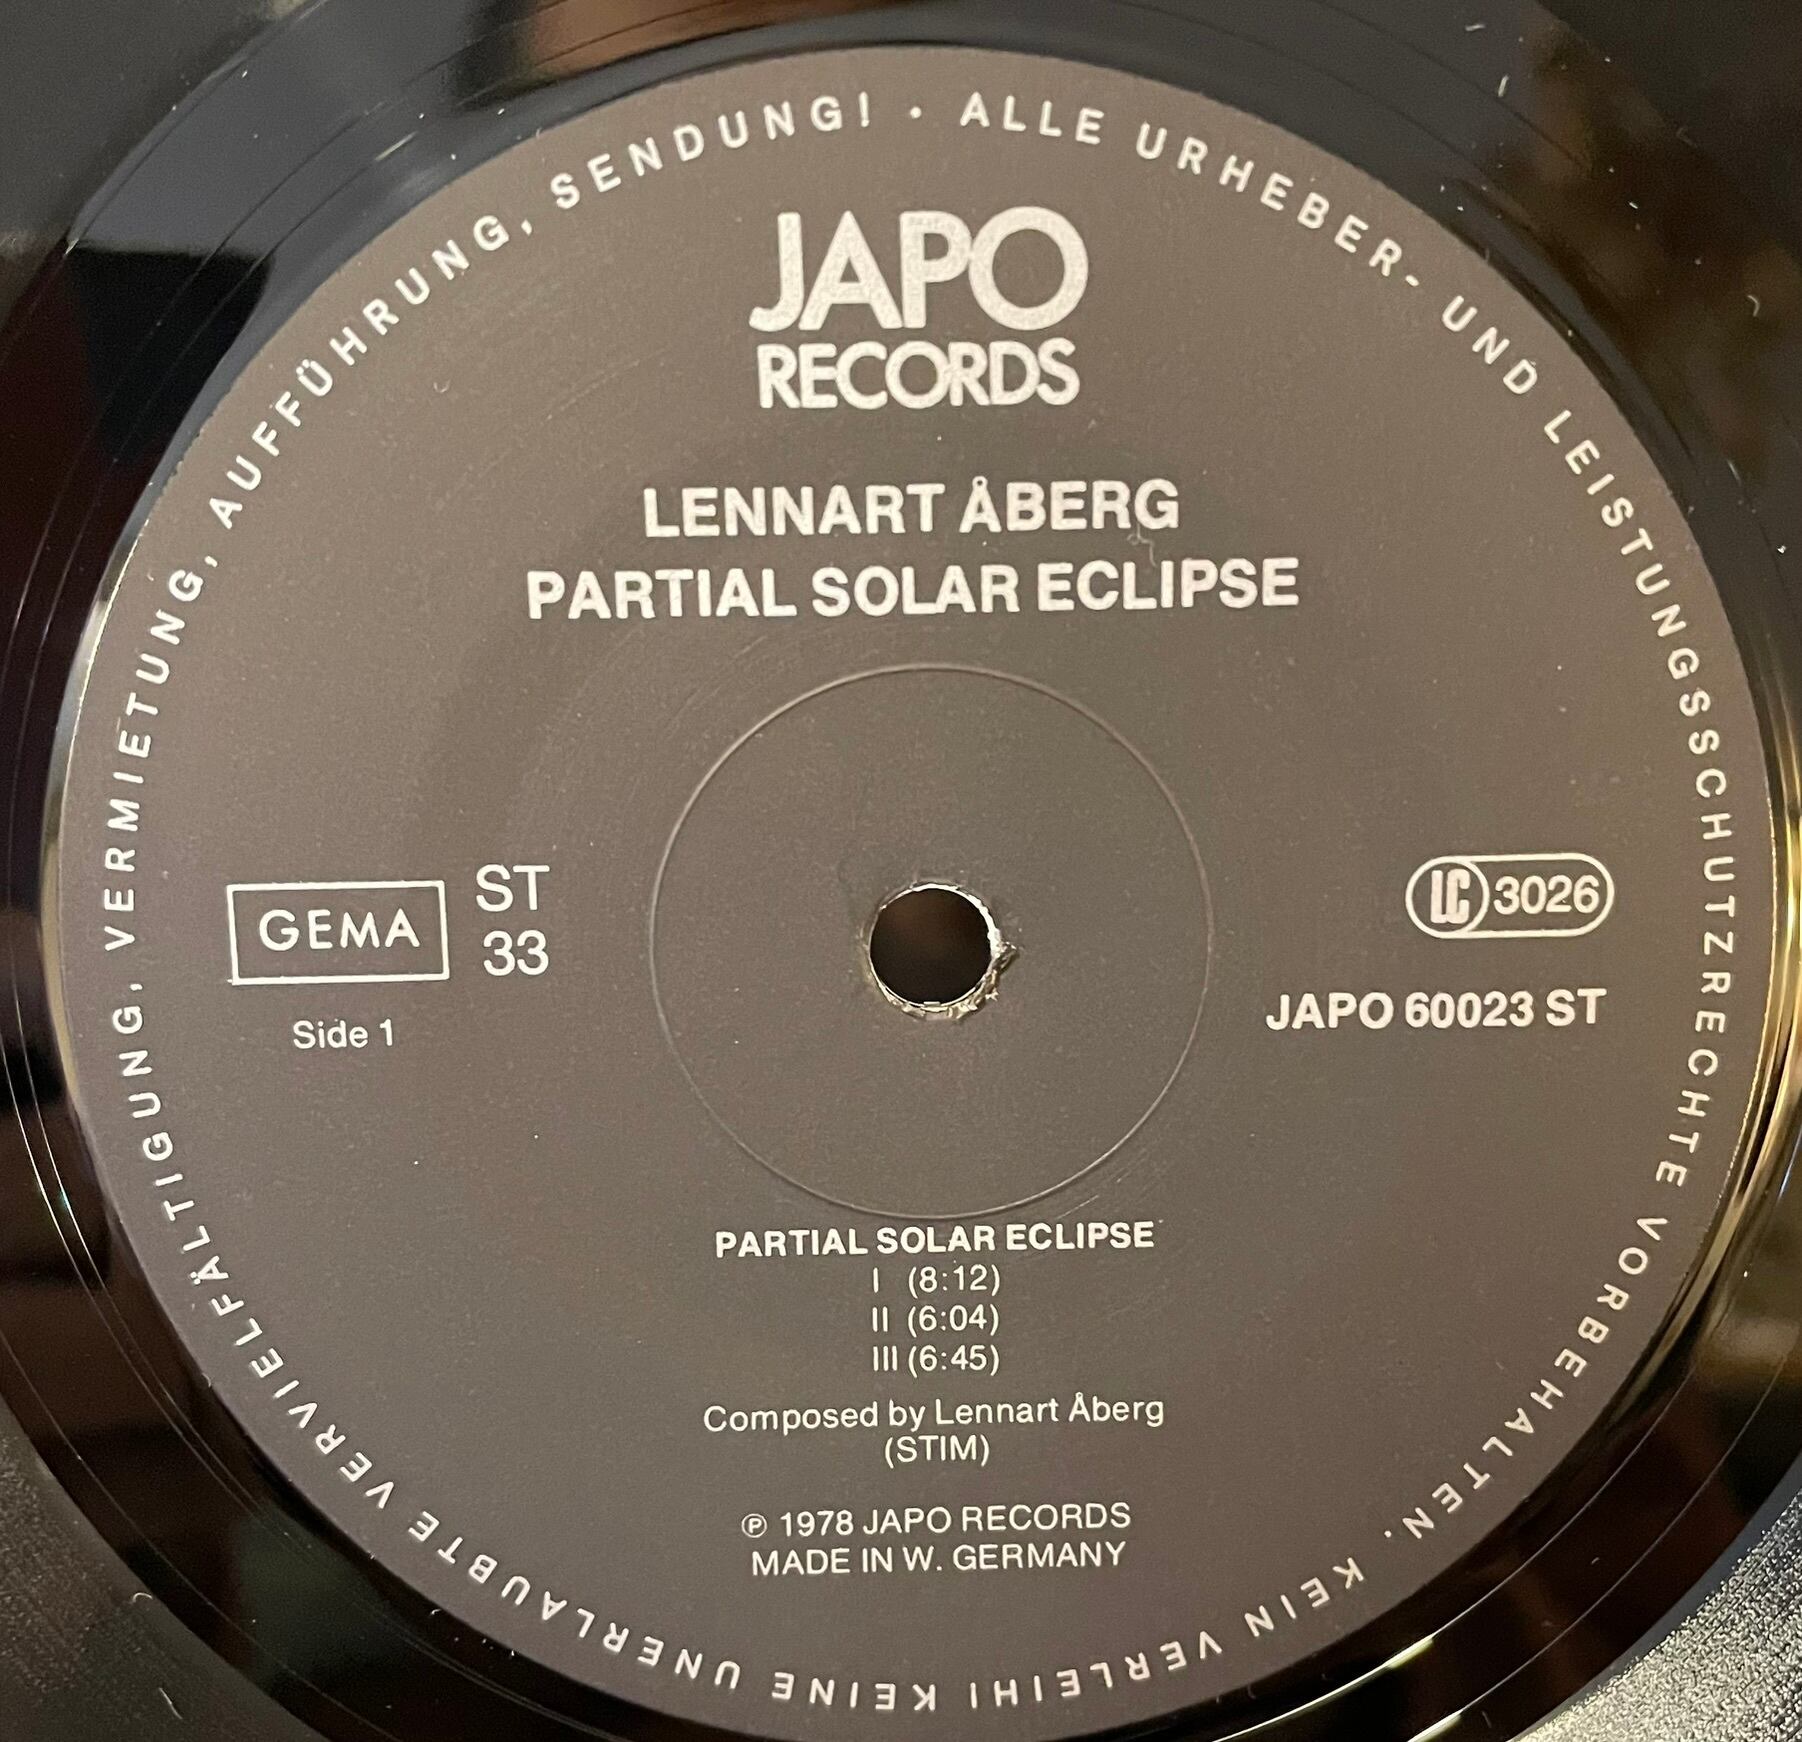 JAPO
RECORDS
LENNART ÅBERG
PARTIAL SOLAR ECLIPSE
GEMA
ST
33
Side 1
LC 3026
JAPO 60023 ST
PARTIAL SOLAR ECLIPSE
I (8:12)
II (6:04)
III (6:45)
Composed by Lennart Åberg
(STIM)
℗ 1978 JAPO RECORDS
MADE IN W. GERMANY
ALLE URHEBER- UND LEISTUNGSSCHUTZRECHTE VORBEHALTEN. KEIN VERLEIH! KEINE UNERLAUBTE VERVIELFÄLTIGUNG, VERMIETUNG, AUFFÜHRUNG, SENDUNG! •